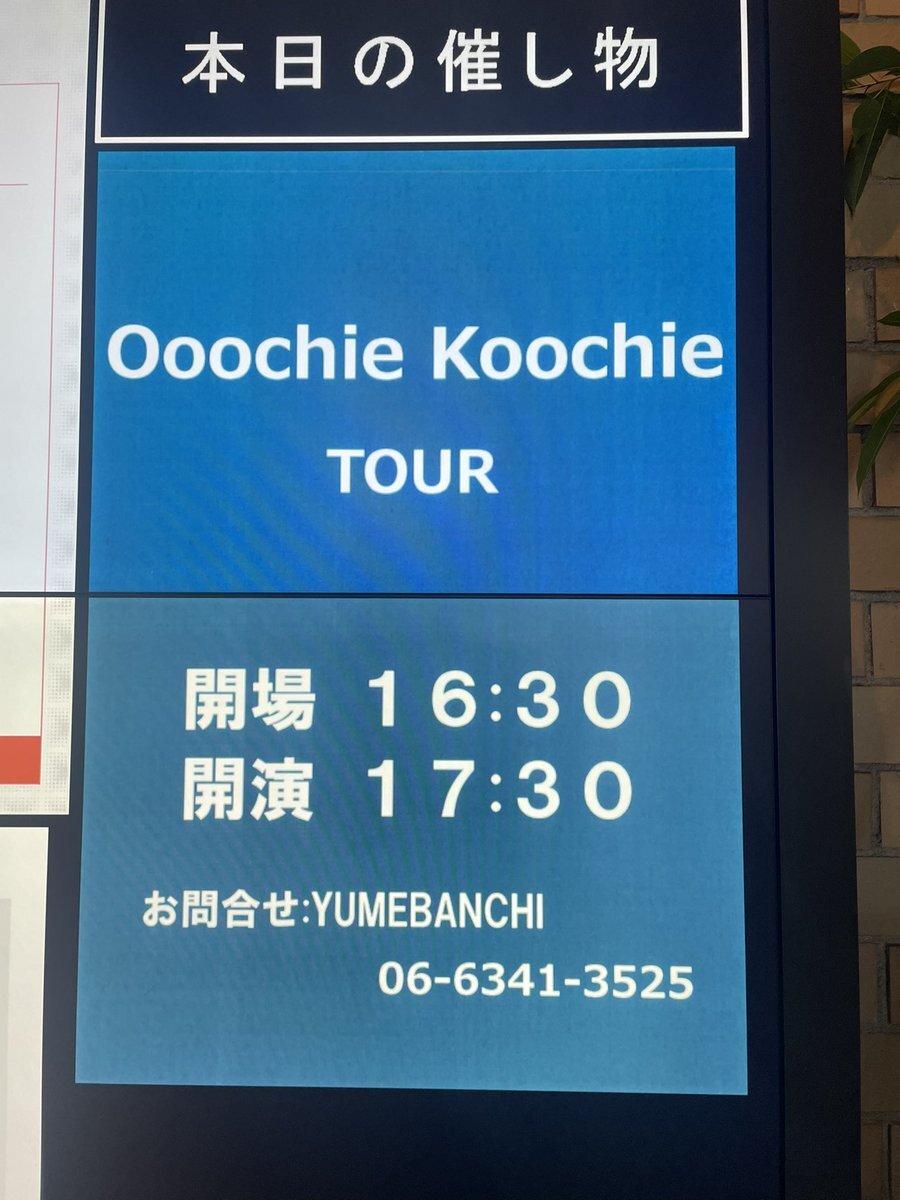 本日の催し物
Ooochie Koochie
TOUR
開場 １６:３０
開演 １７:３０
お問合せ:YUMEBANCHI
06-6341-3525